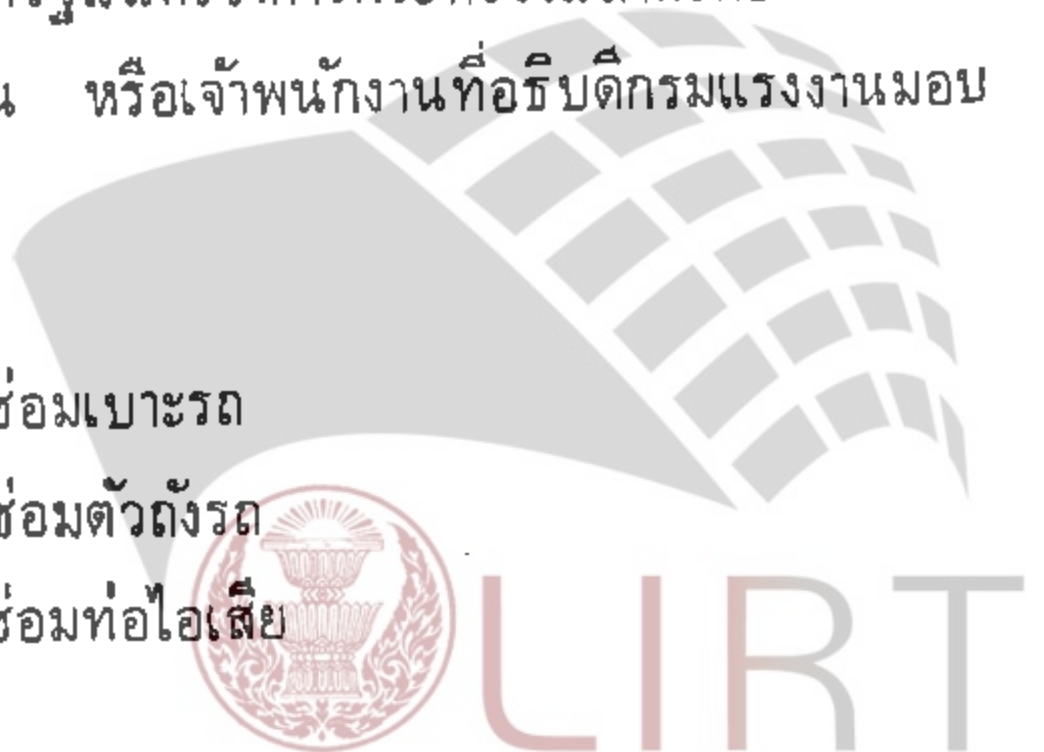 หรือเจ้าพนักงานที่อธิบดีกรมแรงงานมอบ
ซ่อมเบาะรถ
ซ่อมตัวถังรถ
ซ่อมท่อไอเสีย
LIRT